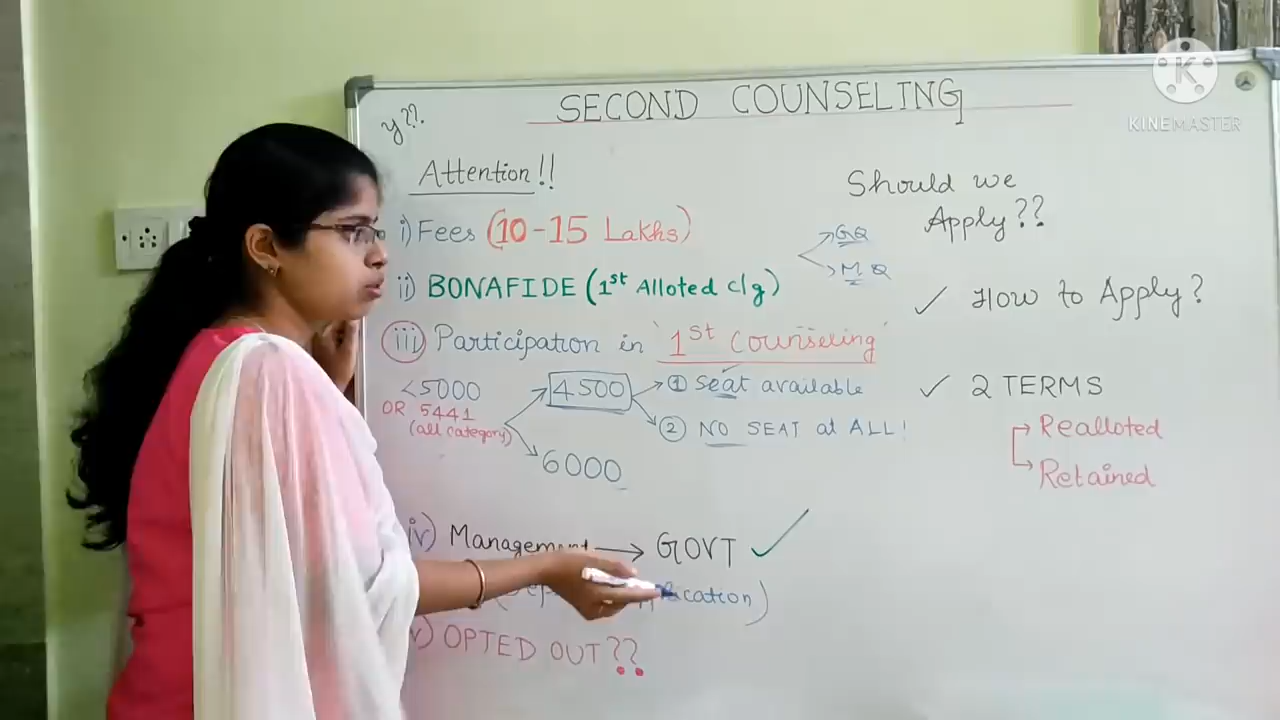 SECOND COUNSELING
y??.
Attention!!
i) Fees (10-15 Lakhs)
ii) BONAFIDE (1st Alloted clg)
iii) Participation in '1st Counseling'
<5000
OR 5441
(all category)
4500
6000
① Seat available
② NO SEAT at ALL!
iv) Management → GOVT ✓
cation)
v) OPTED OUT??
GQ
MQ
Should we
Apply??
✓ How to Apply?
✓ 2 TERMS
Realloted
Retained
K
KINEMASTER